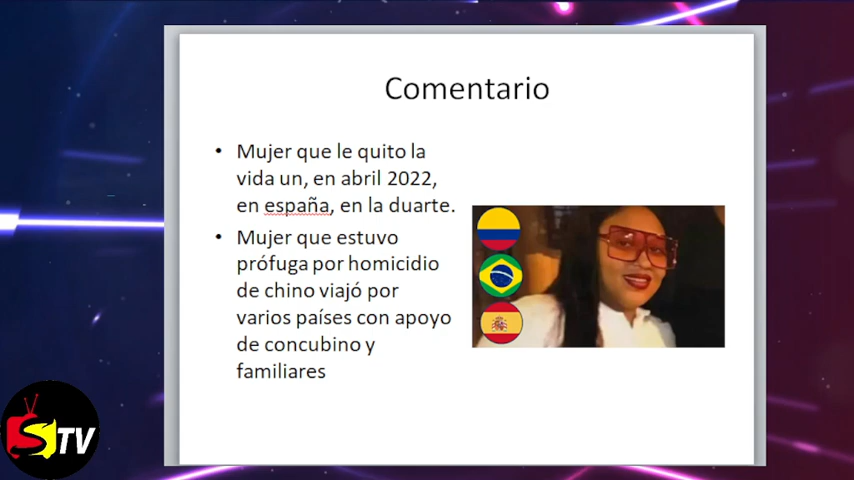 Comentario
• Mujer que le quito la
vida un, en abril 2022,
en españa, en la duarte.
• Mujer que estuvo
prófuga por homicidio
de chino viajó por
varios países con apoyo
de concubino y
familiares
STV